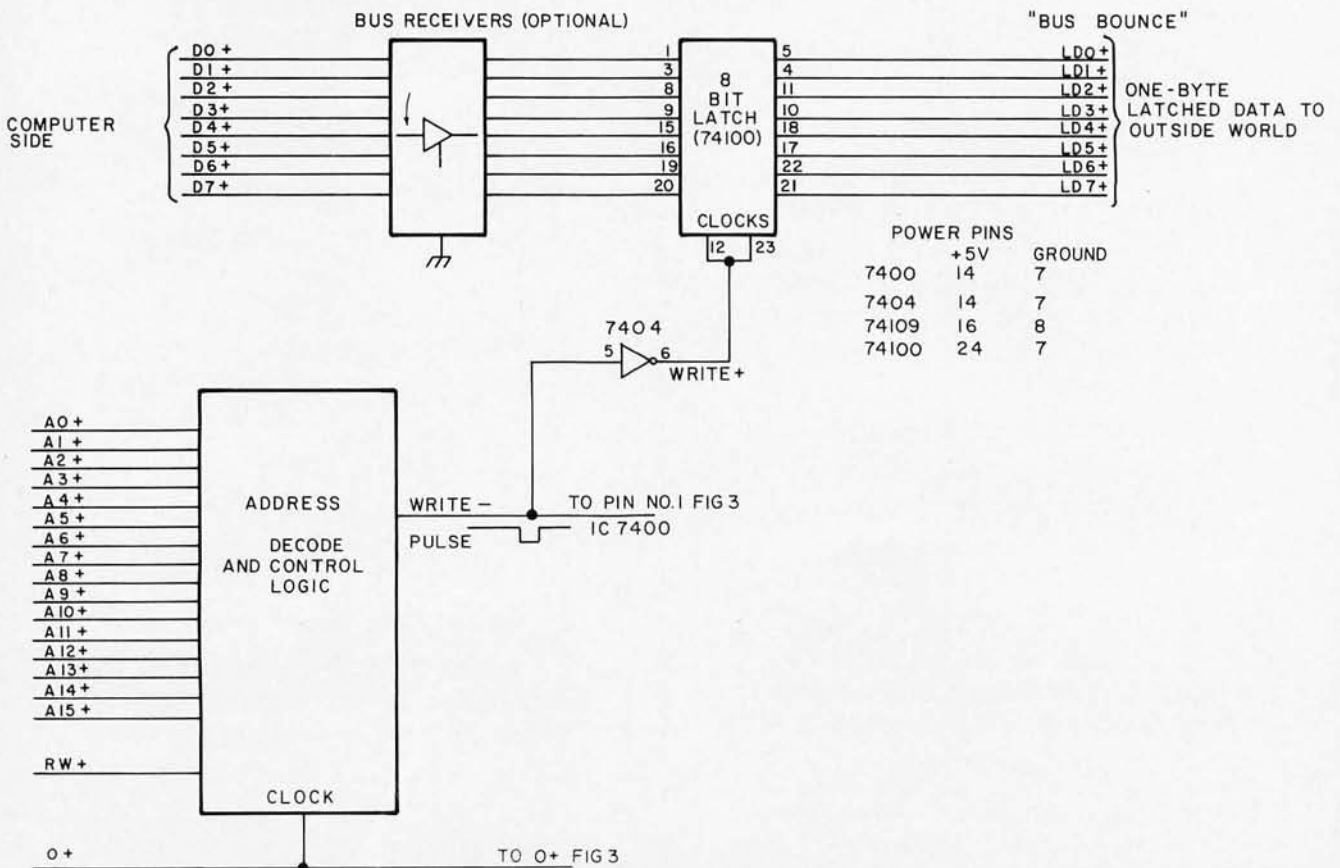 BUS RECEIVERS (OPTIONAL)
"BUS BOUNCE"
COMPUTER
SIDE
D0 +
D1 +
D2 +
D3 +
D4 +
D5 +
D6 +
D7 +
1
3
8
9
15
16
19
20
8
BIT
LATCH
(74100)
CLOCKS
12 23
5
4
11
10
18
17
22
21
LD0 +
LD1 +
LD2 +
LD3 +
LD4 +
LD5 +
LD6 +
LD7 +
ONE-BYTE
LATCHED DATA TO
OUTSIDE WORLD
POWER PINS
+5V GROUND
7400 14 7
7404 14 7
74109 16 8
74100 24 7
7404
5 6
WRITE+
A0 +
A1 +
A2 +
A3 +
A4 +
A5 +
A6 +
A7 +
A8 +
A9 +
A10 +
A11 +
A12 +
A13 +
A14 +
A15 +
RW +
ADDRESS
DECODE
AND CONTROL
LOGIC
CLOCK
WRITE −
PULSE
TO PIN NO.1 FIG 3
IC 7400
0 +
TO 0+ FIG 3